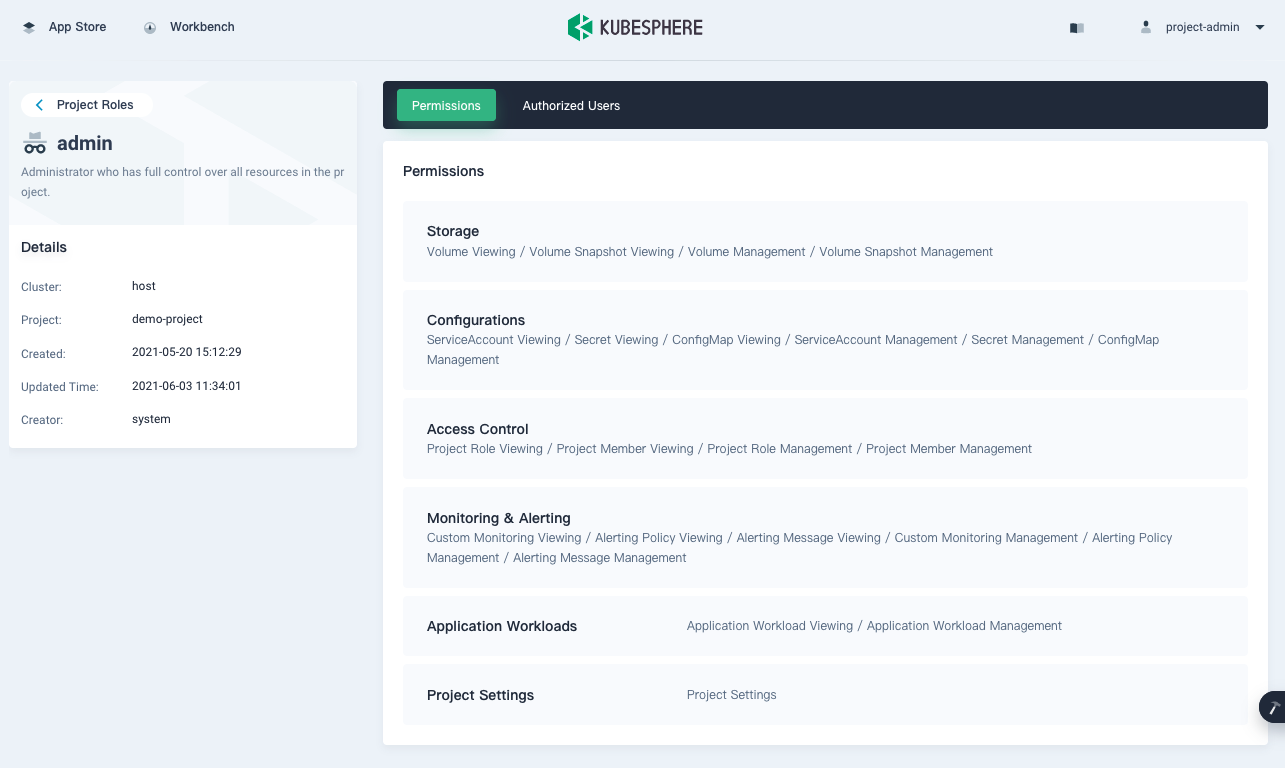 App Store
Workbench
KUBESPHERE
project-admin
Project Roles
admin
Administrator who has full control over all resources in the pr
oject.
Details
Cluster: host
Project: demo-project
Created: 2021-05-20 15:12:29
Updated Time: 2021-06-03 11:34:01
Creator: system
Permissions
Authorized Users
Permissions
Storage
Volume Viewing / Volume Snapshot Viewing / Volume Management / Volume Snapshot Management
Configurations
ServiceAccount Viewing / Secret Viewing / ConfigMap Viewing / ServiceAccount Management / Secret Management / ConfigMap
Management
Access Control
Project Role Viewing / Project Member Viewing / Project Role Management / Project Member Management
Monitoring & Alerting
Custom Monitoring Viewing / Alerting Policy Viewing / Alerting Message Viewing / Custom Monitoring Management / Alerting Policy
Management / Alerting Message Management
Application Workloads
Application Workload Viewing / Application Workload Management
Project Settings
Project Settings